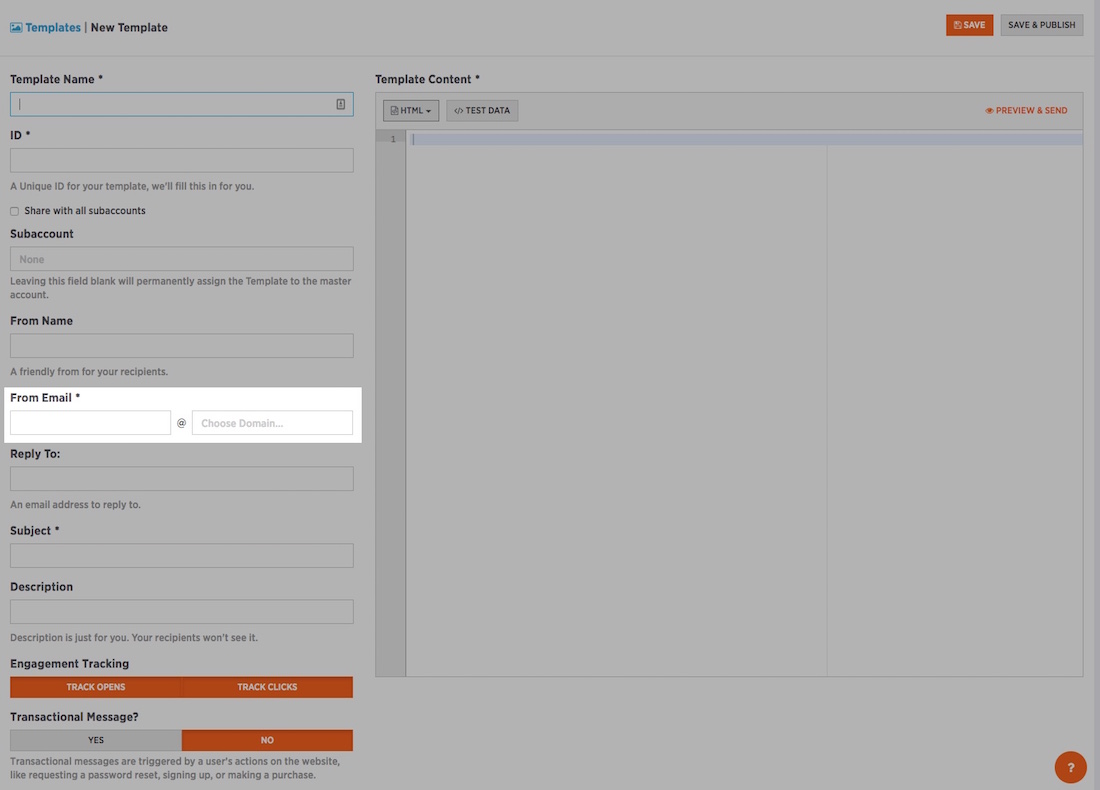 Templates | New Template
SAVE
SAVE & PUBLISH
Template Name *
ID *
A Unique ID for your template, we'll fill this in for you.
Share with all subaccounts
Subaccount
None
Leaving this field blank will permanently assign the Template to the master
account.
From Name
A friendly from for your recipients.
From Email *
@ Choose Domain...
Reply To:
An email address to reply to.
Subject *
Description
Description is just for you. Your recipients won't see it.
Engagement Tracking
TRACK OPENS TRACK CLICKS
Transactional Message?
YES NO
Transactional messages are triggered by a user's actions on the website,
like requesting a password reset, signing up, or making a purchase.
Template Content *
HTML </> TEST DATA PREVIEW & SEND
1
?